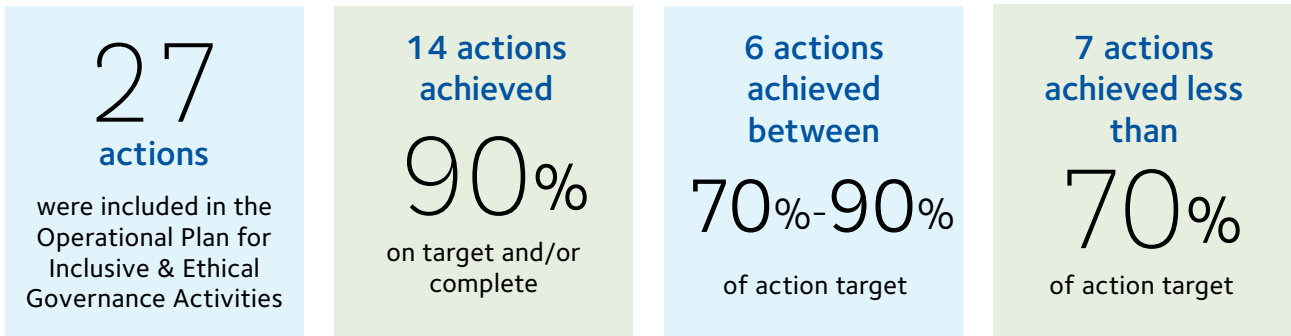 27
actions
were included in the
Operational Plan for
Inclusive & Ethical
Governance Activities
14 actions
achieved
90%
on target and/or
complete
6 actions
achieved
between
70%-90%
of action target
7 actions
achieved less
than
70%
of action target